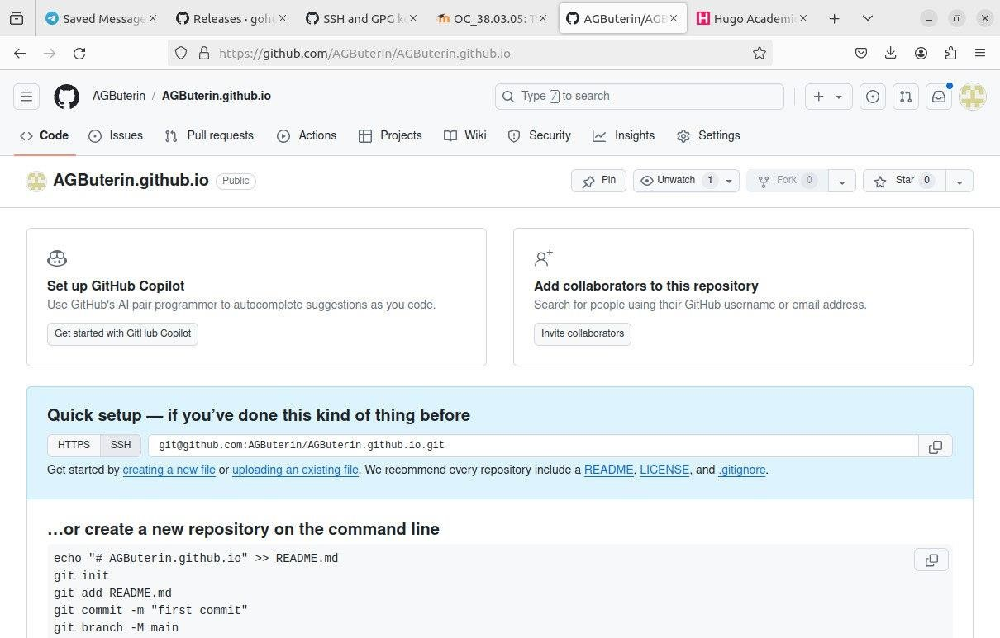 Saved Message
Releases · goh
SSH and GPG k
OC_38.03.05: T
AGButerin/AGB
Hugo Academi
https://github.com/AGButerin/AGButerin.github.io
AGButerin / AGButerin.github.io
Type / to search
Code
Issues
Pull requests
Actions
Projects
Wiki
Security
Insights
Settings
AGButerin.github.io Public
Pin
Unwatch 1
Fork 0
Star 0
Set up GitHub Copilot
Use GitHub's AI pair programmer to autocomplete suggestions as you code.
Get started with GitHub Copilot
Add collaborators to this repository
Search for people using their GitHub username or email address.
Invite collaborators
Quick setup — if you’ve done this kind of thing before
HTTPS SSH git@github.com:AGButerin/AGButerin.github.io.git
Get started by creating a new file or uploading an existing file. We recommend every repository include a README, LICENSE, and .gitignore.
…or create a new repository on the command line
echo "# AGButerin.github.io" >> README.md
git init
git add README.md
git commit -m "first commit"
git branch -M main